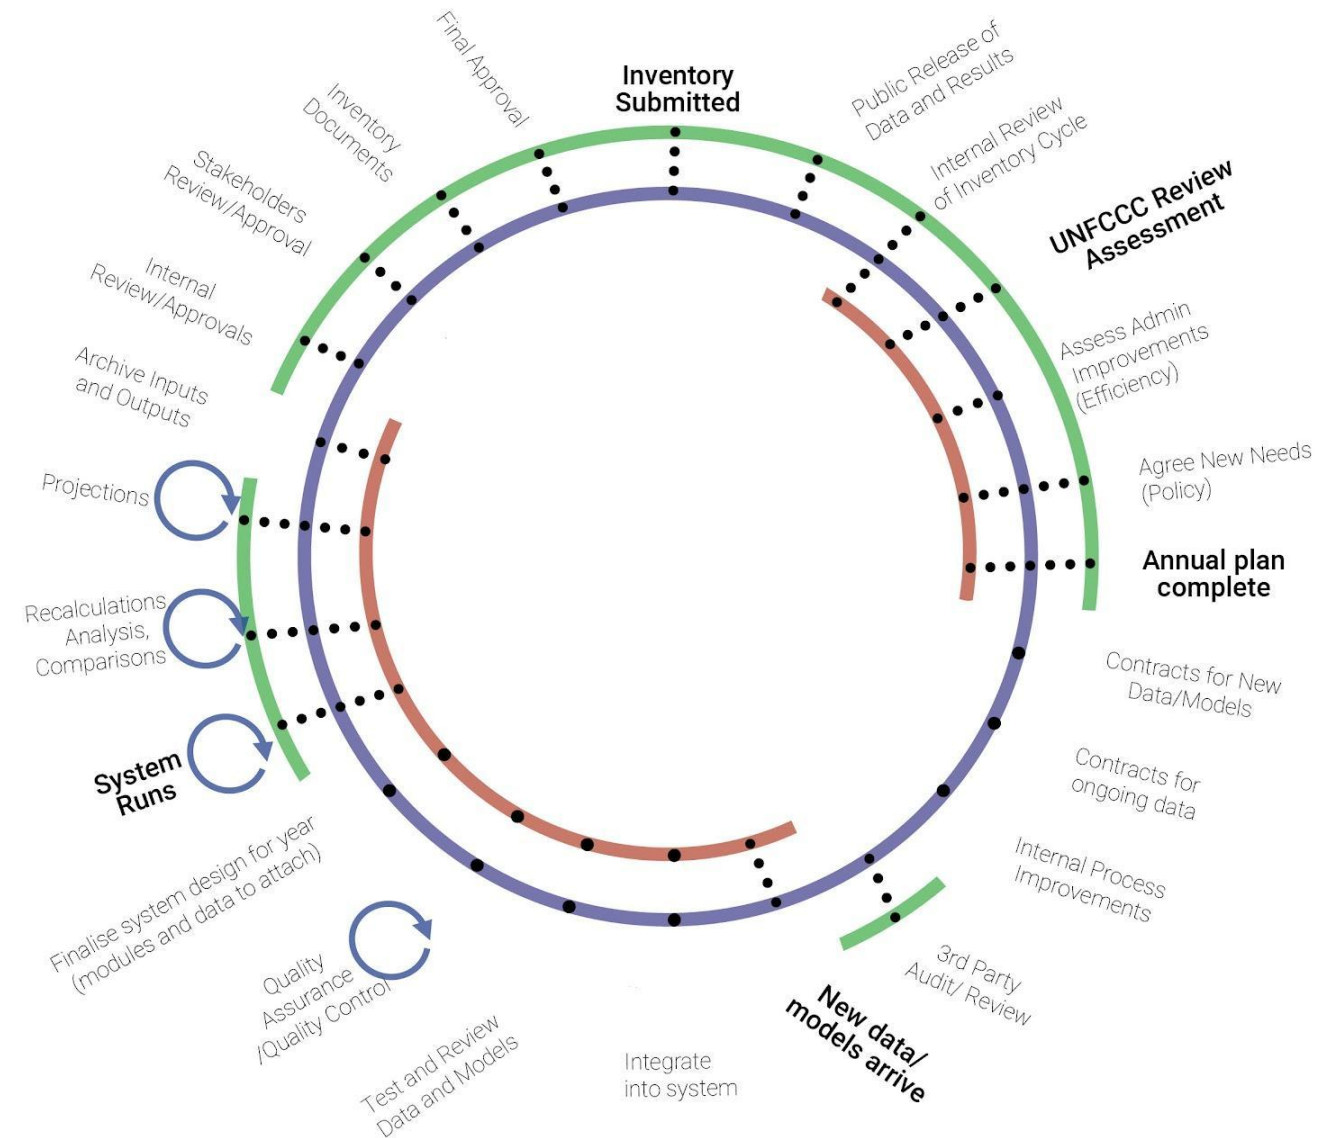 Inventory
Submitted
Public Release of
Data and Results
Internal Review
of Inventory Cycle
UNFCCC Review
Assessment
Assess Admin
Improvements
(Efficiency)
Agree New Needs
(Policy)
Annual plan
complete
Contracts for New
Data/Models
Contracts for
ongoing data
Internal Process
Improvements
3rd Party
Audit/ Review
New data/
models arrive
Integrate
into system
Test and Review
Data and Models
Quality
Assurance
/Quality Control
Finalise system design for year
(modules and data to attach)
System
Runs
Recalculations
Analysis,
Comparisons
Projections
Archive Inputs
and Outputs
Internal
Review/Approvals
Stakeholders
Review/Approval
Inventory
Documents
Final Approval